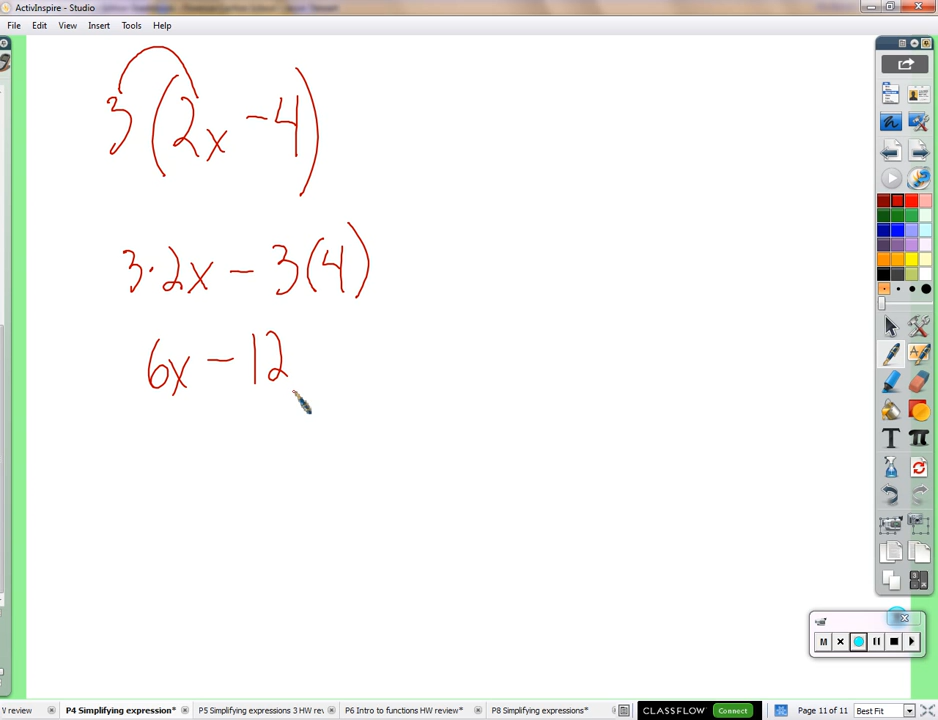 ActivInspire - Studio
File Edit View Insert Tools Help
3(2x - 4)
3·2x - 3(4)
6x - 12
M
W review P4 Simplifying expression* P5 Simplifying expressions 3 HW rev P6 Intro to functions HW review* P8 Simplifying expressions* CLASSFLOW Connect Page 11 of 11 Best Fit